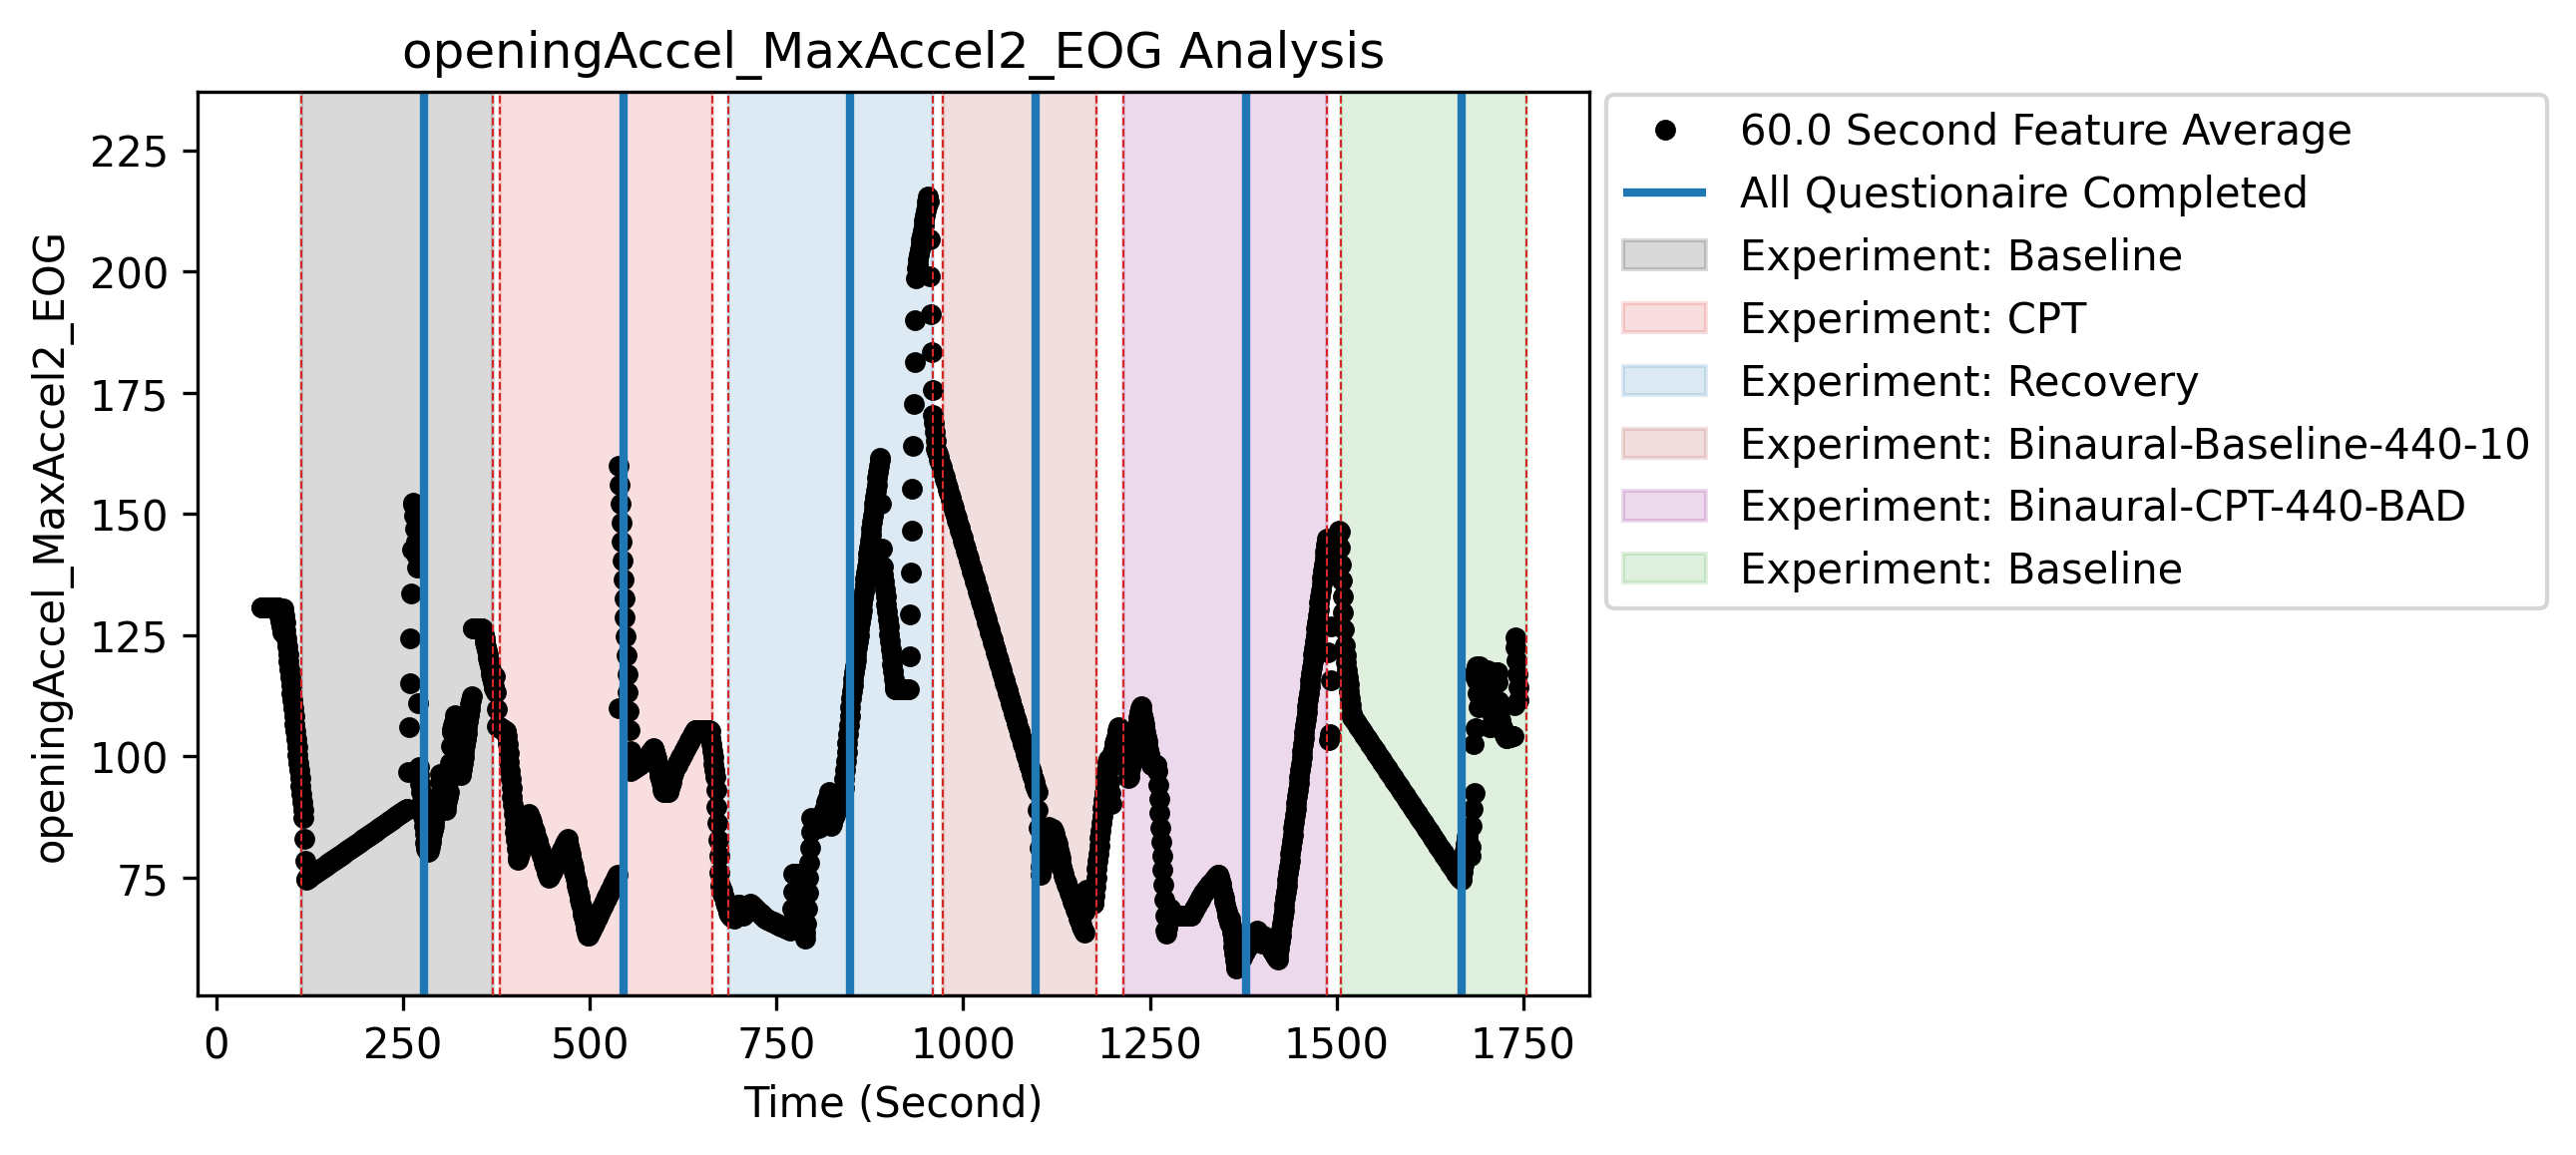 openingAccel_MaxAccel2_EOG Analysis
openingAccel_MaxAccel2_EOG
225
200
175
150
125
100
75
0 250 500 750 1000 1250 1500 1750
Time (Second)
60.0 Second Feature Average
All Questionaire Completed
Experiment: Baseline
Experiment: CPT
Experiment: Recovery
Experiment: Binaural-Baseline-440-10
Experiment: Binaural-CPT-440-BAD
Experiment: Baseline